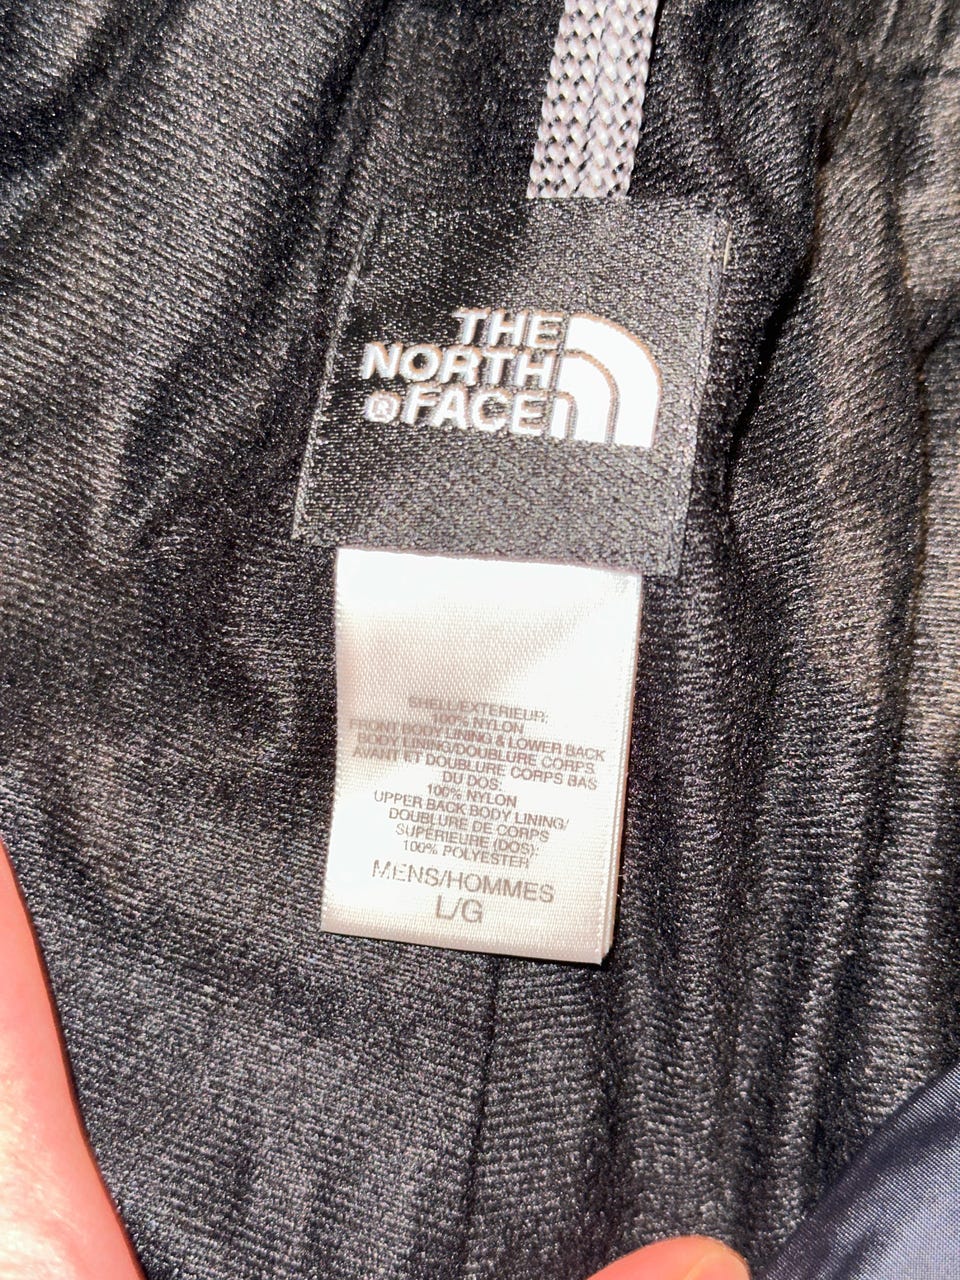 THE
NORTH
® FACE
SHELL/EXTERIEUR:
100% NYLON
FRONT BODY LINING & LOWER BACK
BODY LINING/DOUBLURE CORPS
AVANT ET DOUBLURE CORPS BAS
DU DOS:
100% NYLON
UPPER BACK BODY LINING/
DOUBLURE DE CORPS
SUPÉRIEURE (DOS):
100% POLYESTER
MENS/HOMMES
L/G